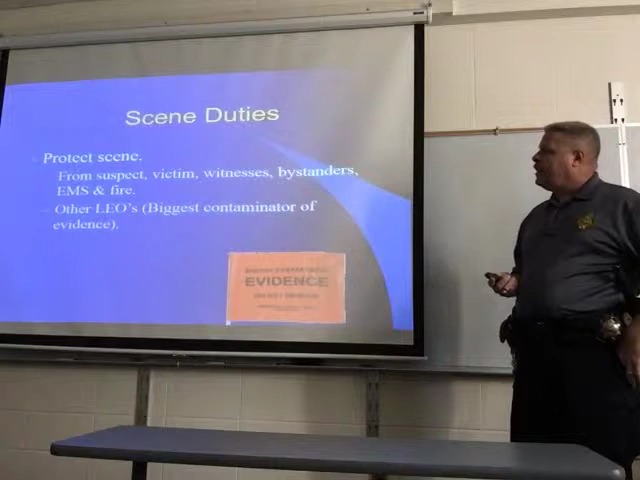 Scene Duties
Protect scene.
From suspect, victim, witnesses, bystanders,
EMS & fire.
Other LEO's (Biggest contaminator of
evidence).
EVIDENCE